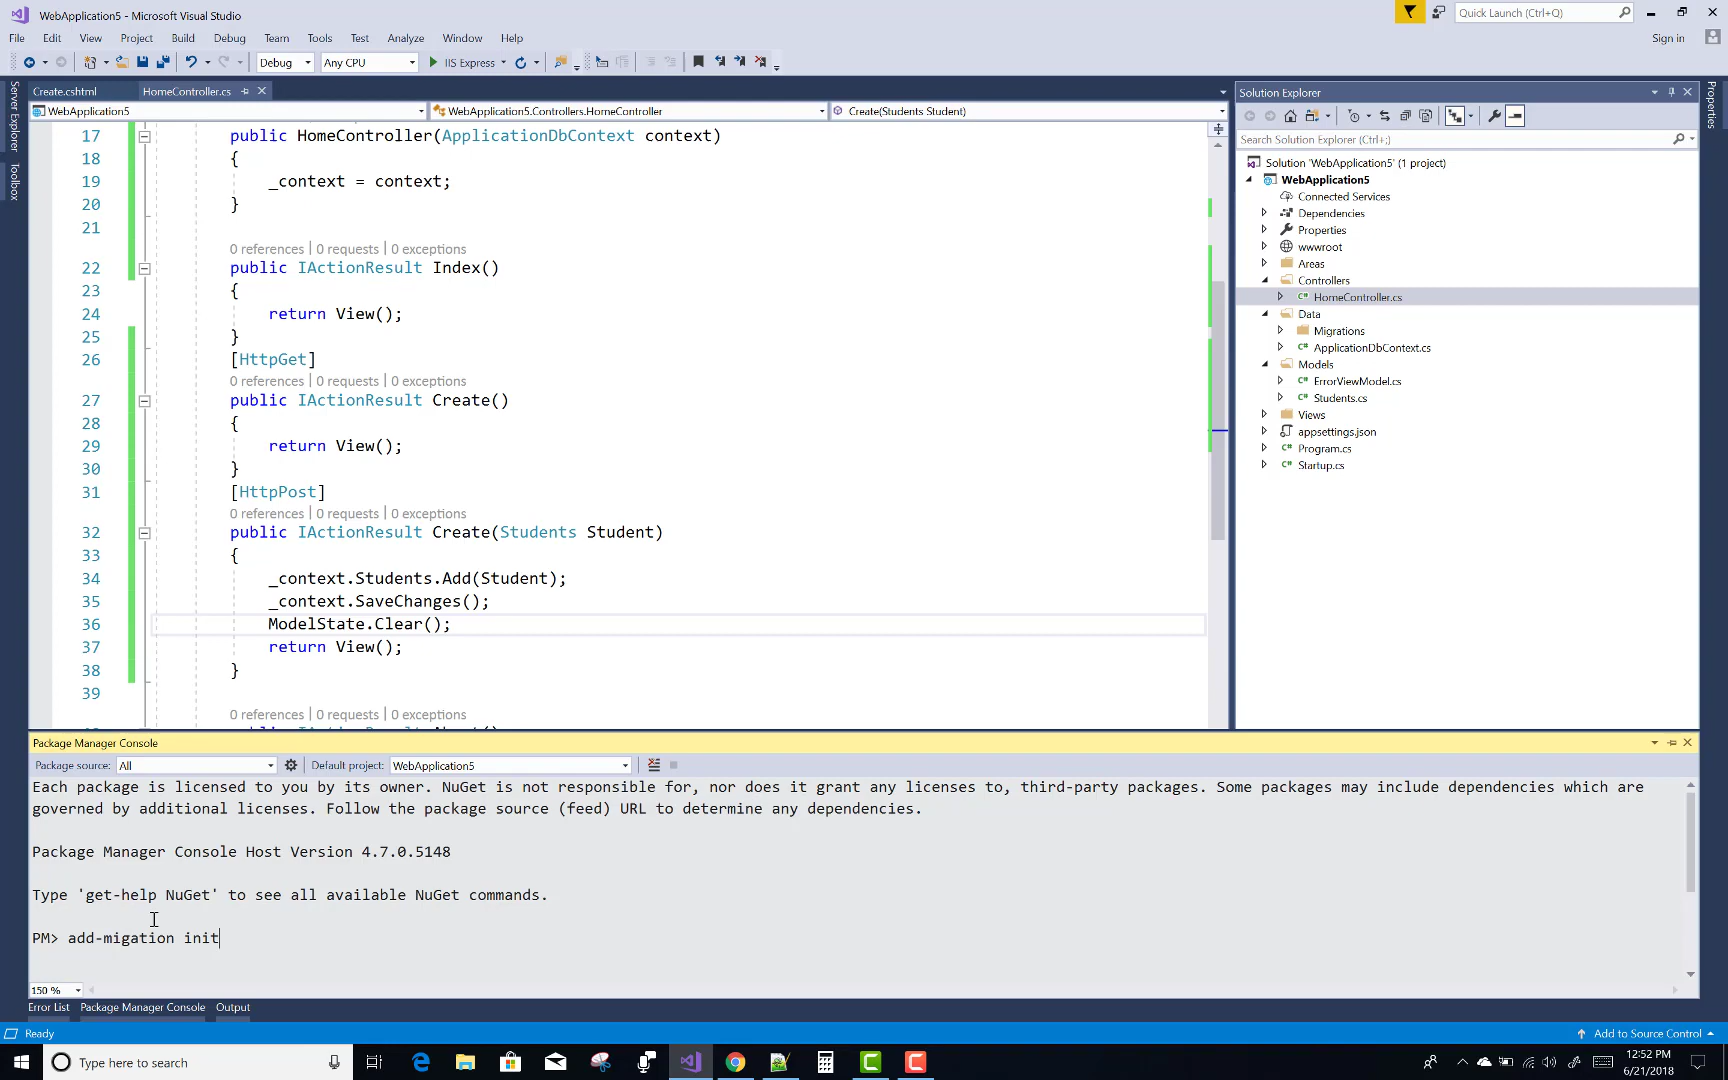 WebApplication5 - Microsoft Visual Studio
Quick Launch (Ctrl+Q)
File Edit View Project Build Debug Team Tools Test Analyze Window Help
Sign in
Debug Any CPU IIS Express
Server Explorer
Toolbox
Properties
Create.cshtml HomeController.cs
WebApplication5 WebApplication5.Controllers.HomeController Create(Students Student)
17 public HomeController(ApplicationDbContext context)
18 {
19 _context = context;
20 }
21
0 references | 0 requests | 0 exceptions
22 public IActionResult Index()
23 {
24 return View();
25 }
26 [HttpGet]
0 references | 0 requests | 0 exceptions
27 public IActionResult Create()
28 {
29 return View();
30 }
31 [HttpPost]
0 references | 0 requests | 0 exceptions
32 public IActionResult Create(Students Student)
33 {
34 _context.Students.Add(Student);
35 _context.SaveChanges();
36 ModelState.Clear();
37 return View();
38 }
39
0 references | 0 requests | 0 exceptions
Solution Explorer
Search Solution Explorer (Ctrl+;)
Solution 'WebApplication5' (1 project)
WebApplication5
Connected Services
Dependencies
Properties
wwwroot
Areas
Controllers
C# HomeController.cs
Data
Migrations
C# ApplicationDbContext.cs
Models
C# ErrorViewModel.cs
C# Students.cs
Views
appsettings.json
C# Program.cs
C# Startup.cs
Package Manager Console
Package source: All Default project: WebApplication5
Each package is licensed to you by its owner. NuGet is not responsible for, nor does it grant any licenses to, third-party packages. Some packages may include dependencies which are
governed by additional licenses. Follow the package source (feed) URL to determine any dependencies.
Package Manager Console Host Version 4.7.0.5148
Type 'get-help NuGet' to see all available NuGet commands.
PM> add-migation init
150 %
Error List Package Manager Console Output
Ready
Add to Source Control
Type here to search
12:52 PM
6/21/2018